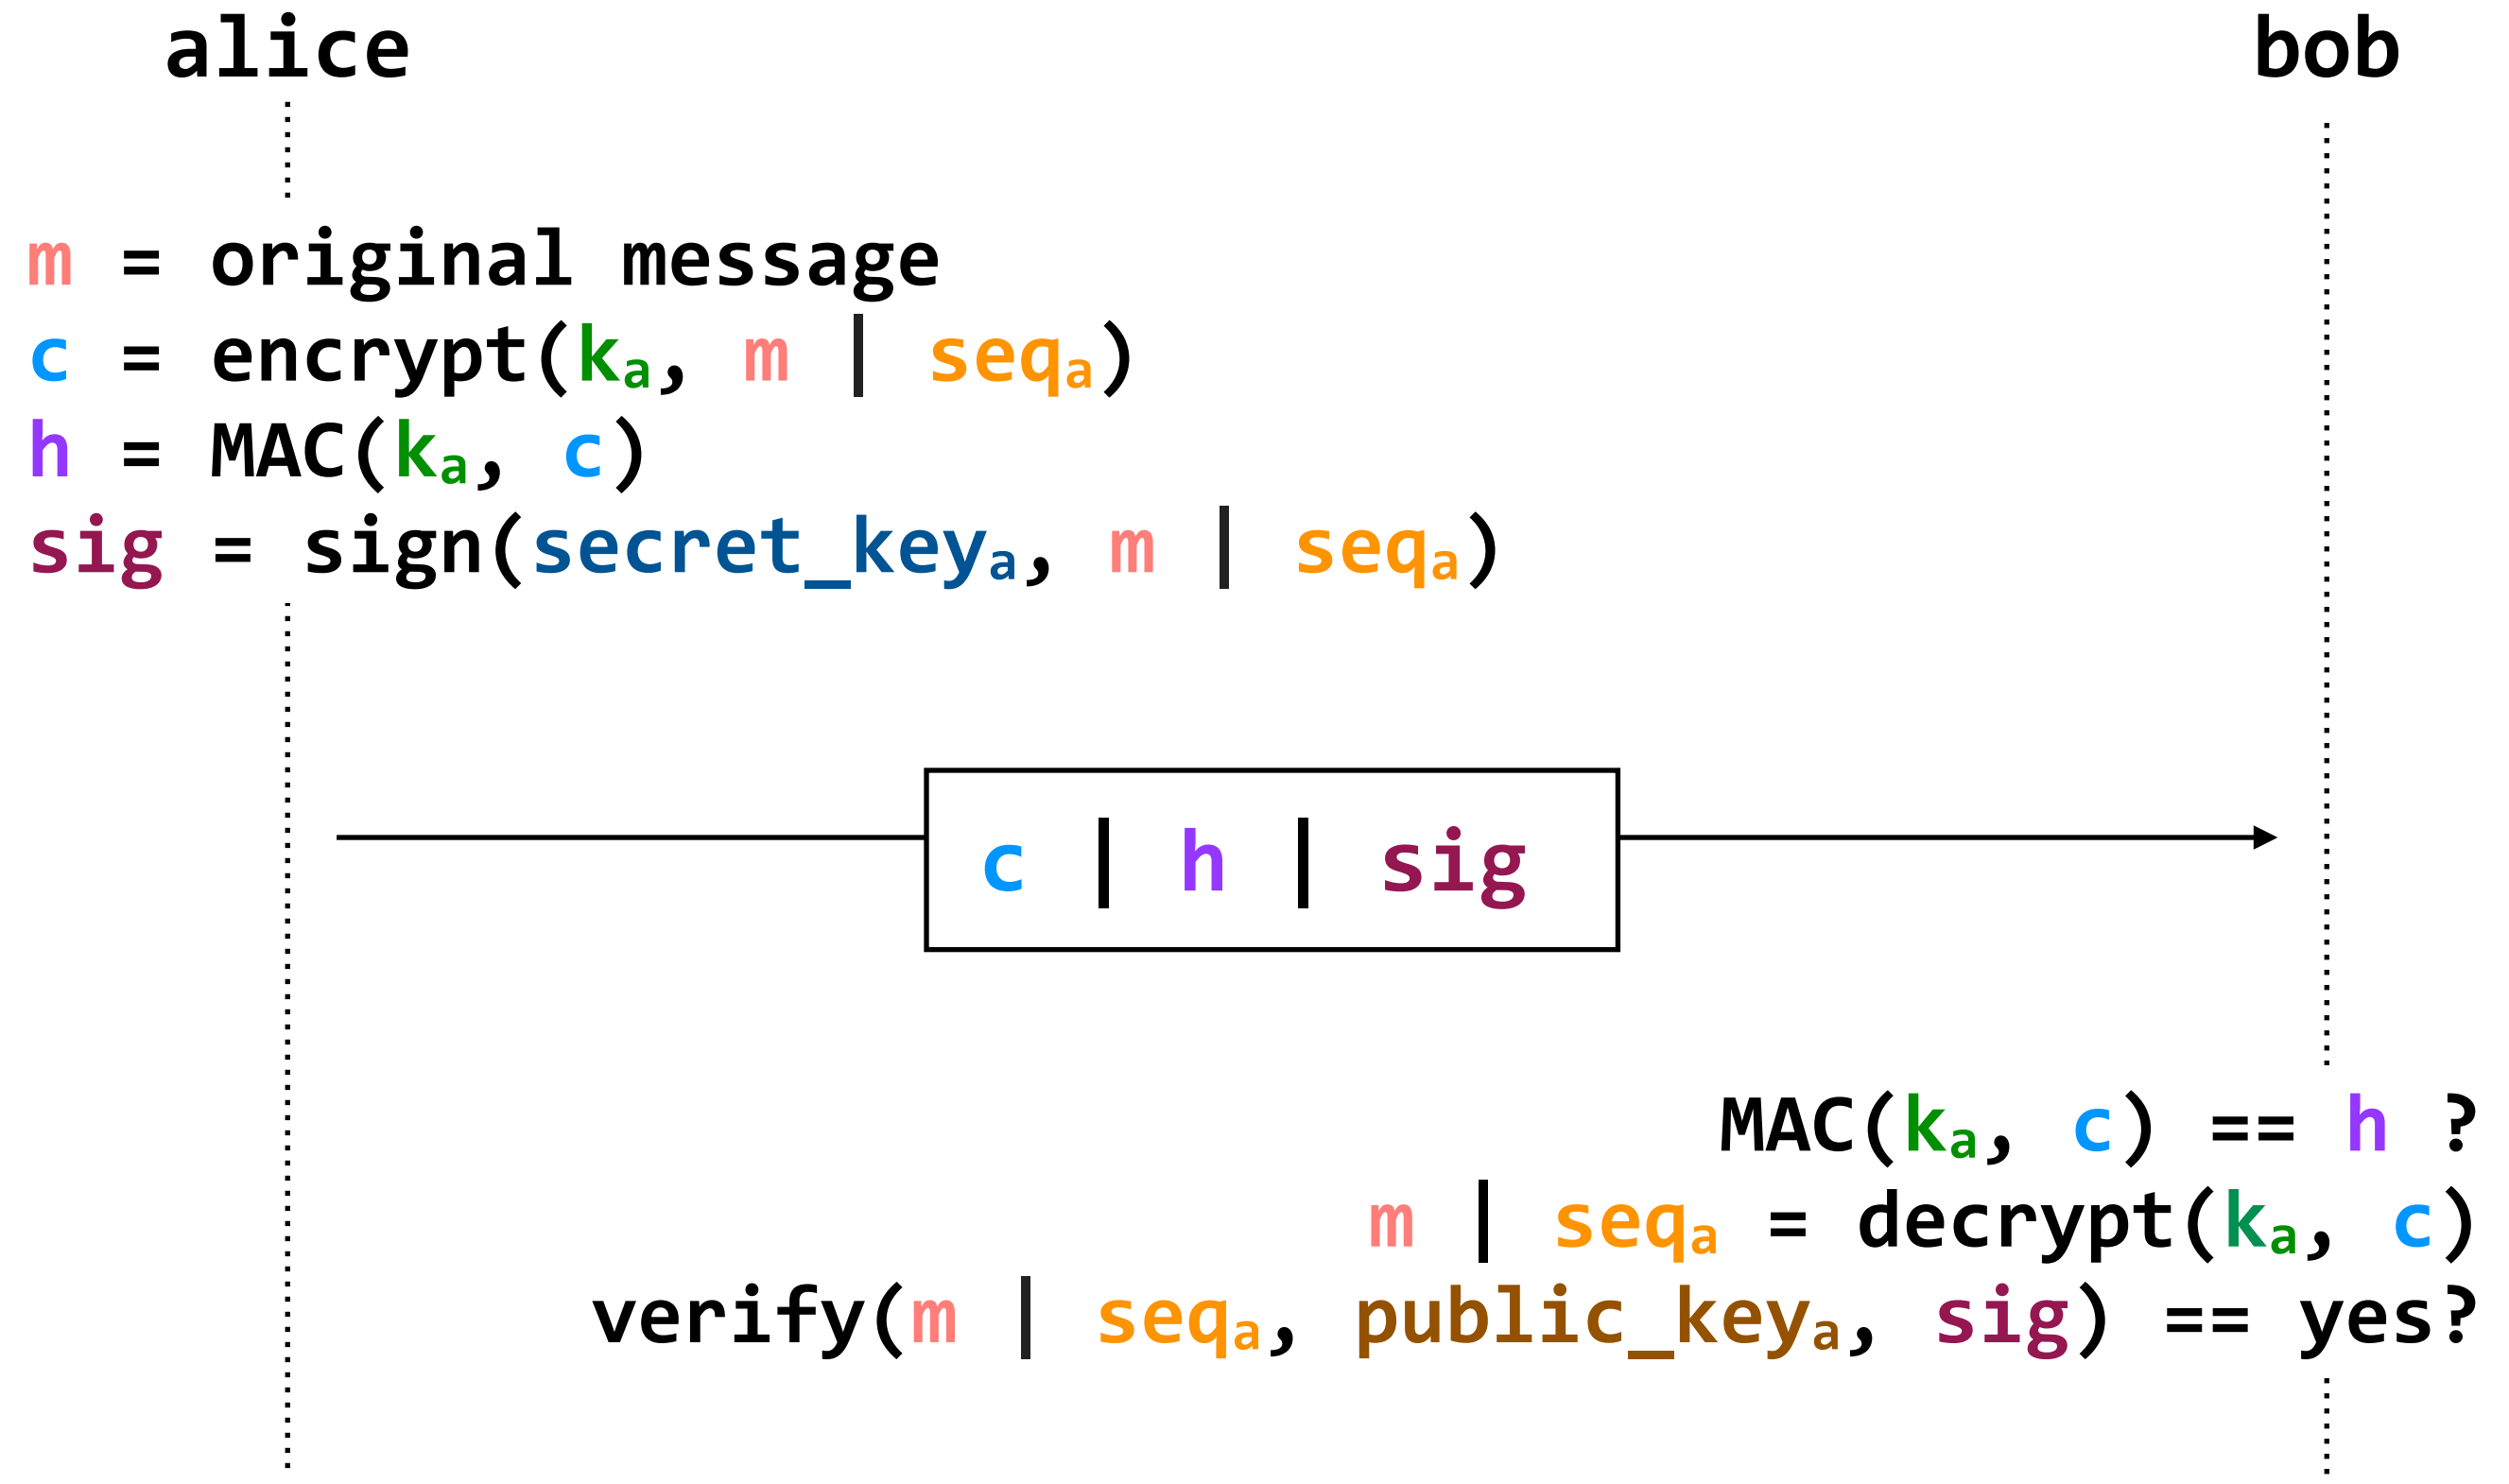 alice bob
m = original message
c = encrypt(kₐ, m | seqₐ)
h = MAC(kₐ, c)
sig = sign(secret_keyₐ, m | seqₐ)
c | h | sig
MAC(kₐ, c) == h ?
m | seqₐ = decrypt(kₐ, c)
verify(m | seqₐ, public_keyₐ, sig) == yes?